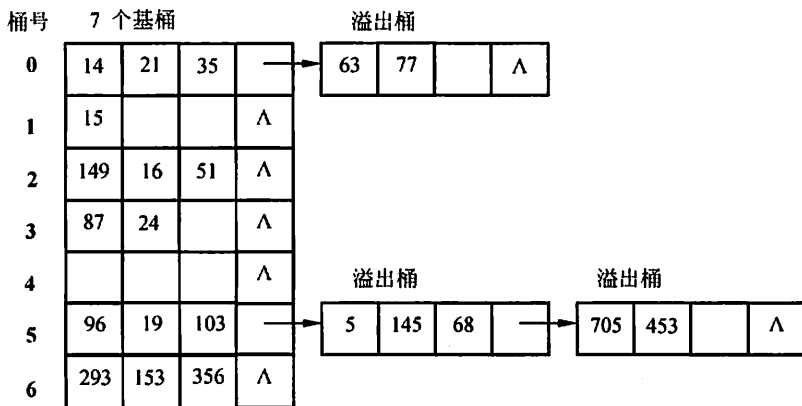 桶号 7 个基桶 溢出桶
0 14 21 35 63 77 Λ
1 15 Λ
2 149 16 51 Λ
3 87 24 Λ
4 Λ
溢出桶 溢出桶
5 96 19 103 5 145 68 705 453 Λ
6 293 153 356 Λ